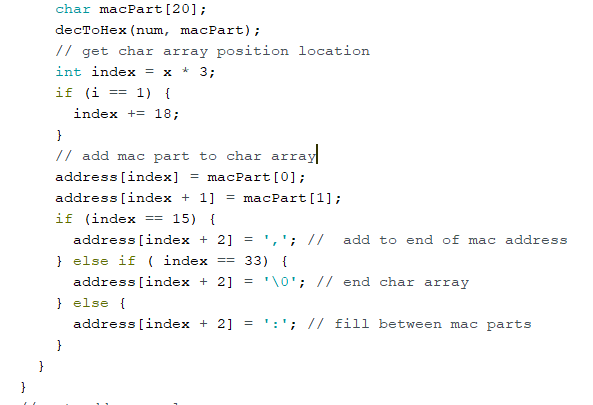 char macPart[20];
decToHex(num, macPart);
// get char array position location
int index = x * 3;
if (i == 1) {
index += 18;
}
// add mac part to char array
address[index] = macPart[0];
address[index + 1] = macPart[1];
if (index == 15) {
address[index + 2] = ','; //  add to end of mac address
} else if ( index == 33) {
address[index + 2] = '\0'; // end char array
} else {
address[index + 2] = ':'; // fill between mac parts
}
}
}